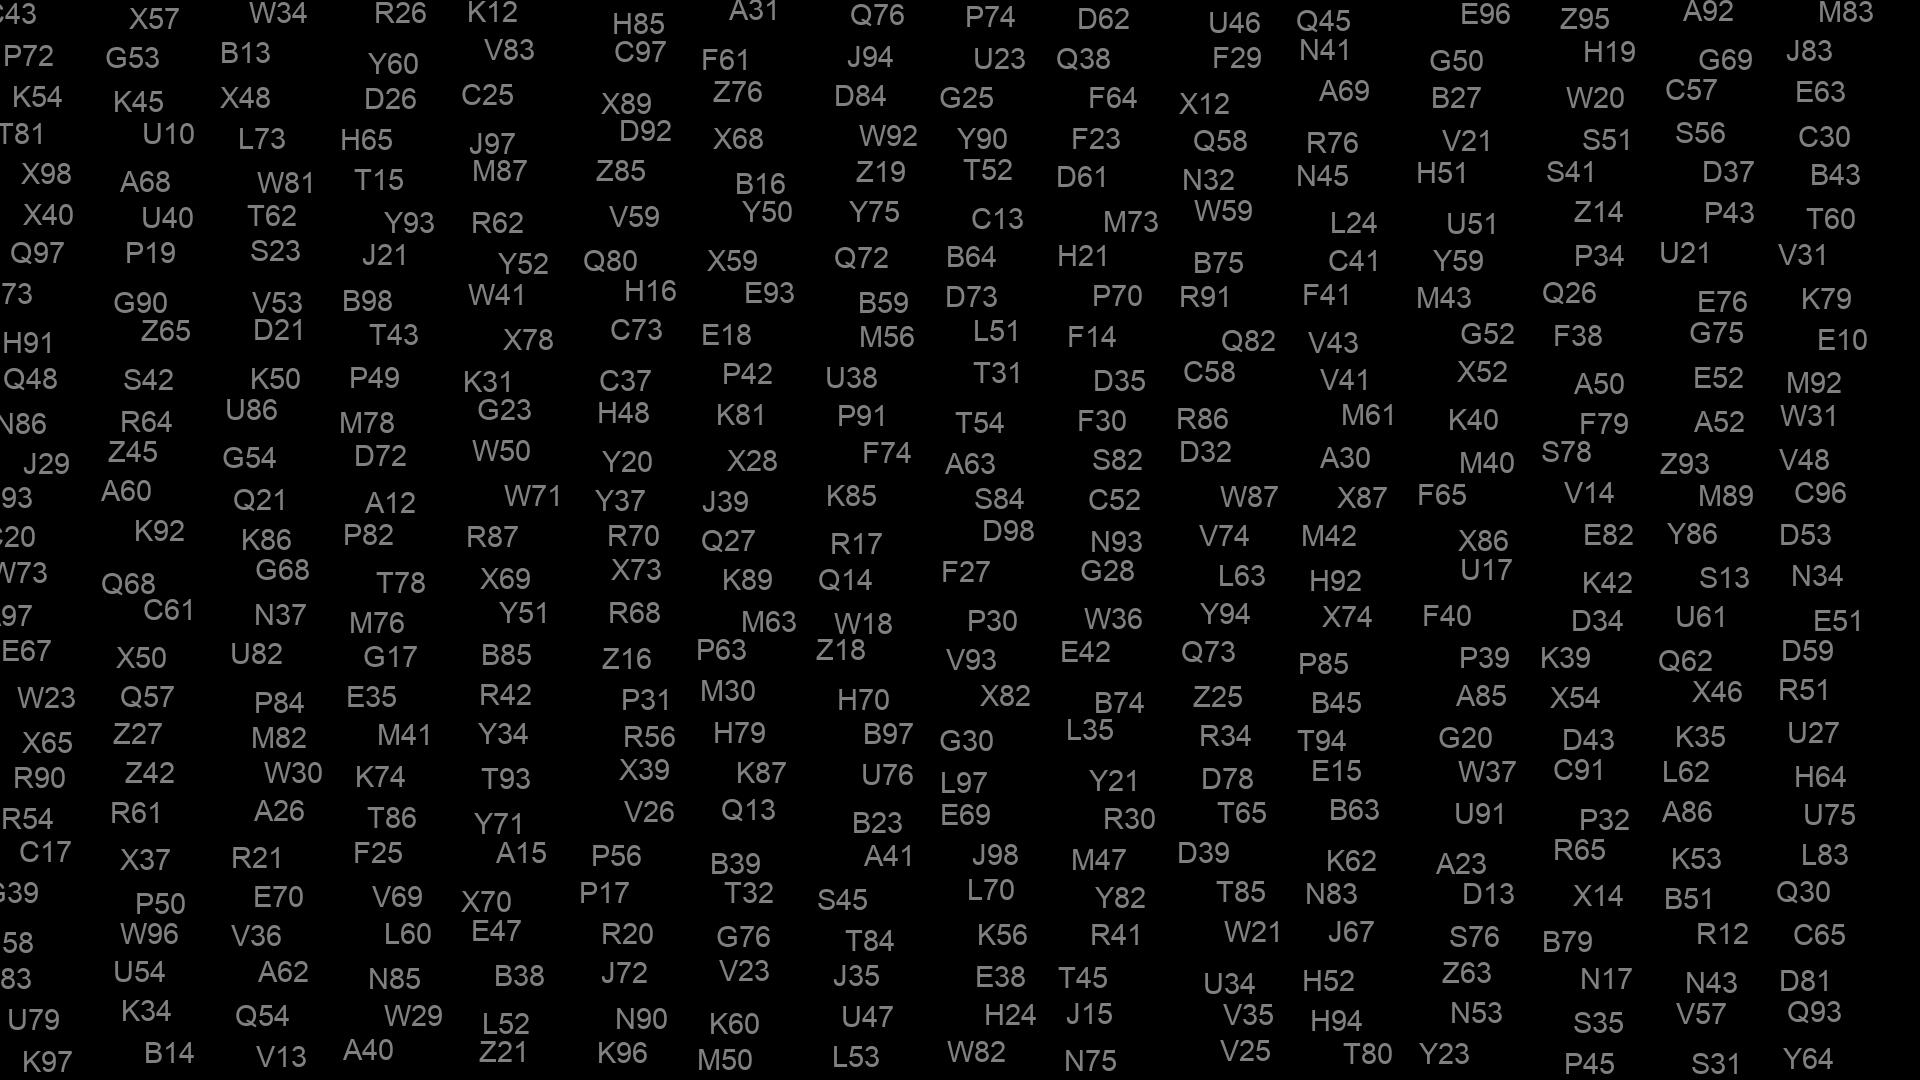 X57 W34 R26 K12 H85 A31 Q76 P74 D62 U46 Q45 E96 Z95 A92 M83
P72 G53 B13 Y60 V83 C97 F61 J94 U23 Q38 F29 N41 G50 H19 G69 J83
K54 K45 X48 D26 C25 X89 Z76 D84 G25 F64 X12 A69 B27 W20 C57 E63
T81 U10 L73 H65 J97 D92 X68 W92 Y90 F23 Q58 R76 V21 S51 S56 C30
X98 A68 W81 T15 M87 Z85 B16 Z19 T52 D61 N32 N45 H51 S41 D37 B43
X40 U40 T62 Y93 R62 V59 Y50 Y75 C13 M73 W59 L24 U51 Z14 P43 T60
Q97 P19 S23 J21 Y52 Q80 X59 Q72 B64 H21 B75 C41 Y59 P34 U21 V31
73 G90 V53 B98 W41 H16 E93 B59 D73 P70 R91 F41 M43 Q26 E76 K79
H91 Z65 D21 T43 X78 C73 E18 M56 L51 F14 Q82 V43 G52 F38 G75 E10
Q48 S42 K50 P49 K31 C37 P42 U38 T31 D35 C58 V41 X52 A50 E52 M92
N86 R64 U86 M78 G23 H48 K81 P91 T54 F30 R86 M61 K40 F79 A52 W31
J29 Z45 G54 D72 W50 Y20 X28 F74 A63 S82 D32 A30 M40 S78 Z93 V48
93 A60 Q21 A12 W71 Y37 J39 K85 S84 C52 W87 X87 F65 V14 M89 C96
C20 K92 K86 P82 R87 R70 Q27 R17 D98 N93 V74 M42 X86 E82 Y86 D53
W73 Q68 G68 T78 X69 X73 K89 Q14 F27 G28 L63 H92 U17 K42 S13 N34
97 C61 N37 M76 Y51 R68 M63 W18 P30 W36 Y94 X74 F40 D34 U61 E51
E67 X50 U82 G17 B85 Z16 P63 Z18 V93 E42 Q73 P85 P39 K39 Q62 D59
W23 Q57 P84 E35 R42 P31 M30 H70 X82 B74 Z25 B45 A85 X54 X46 R51
X65 Z27 M82 M41 Y34 R56 H79 B97 G30 L35 R34 T94 G20 D43 K35 U27
R90 Z42 W30 K74 T93 X39 K87 U76 L97 Y21 D78 E15 W37 C91 L62 H64
R54 R61 A26 T86 Y71 V26 Q13 B23 E69 R30 T65 B63 U91 P32 A86 U75
C17 X37 R21 F25 A15 P56 B39 A41 J98 M47 D39 K62 A23 R65 K53 L83
G39 P50 E70 V69 X70 P17 T32 S45 L70 Y82 T85 N83 D13 X14 B51 Q30
58 W96 V36 L60 E47 R20 G76 T84 K56 R41 W21 J67 S76 B79 R12 C65
83 U54 A62 N85 B38 J72 V23 J35 E38 T45 U34 H52 Z63 N17 N43 D81
U79 K34 Q54 W29 L52 N90 K60 U47 H24 J15 V35 H94 N53 S35 V57 Q93
K97 B14 V13 A40 Z21 K96 M50 L53 W82 N75 V25 T80 Y23 P45 S31 Y64